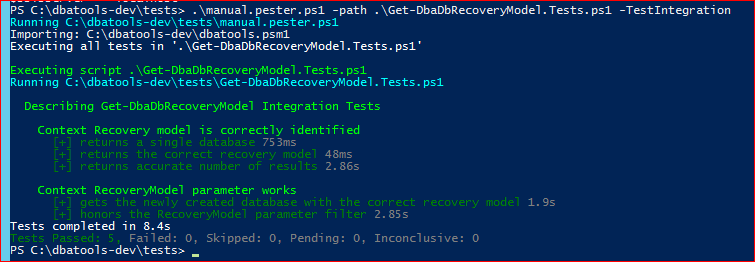 PS C:\dbatools-dev\tests> .\manual.pester.ps1 -path .\Get-DbaDbRecoveryModel.Tests.ps1 -TestIntegration
Running C:\dbatools-dev\tests\manual.pester.ps1
Importing: C:\dbatools-dev\dbatools.psm1
Executing all tests in '.\Get-DbaDbRecoveryModel.Tests.ps1'
Executing script .\Get-DbaDbRecoveryModel.Tests.ps1
Running C:\dbatools-dev\tests\Get-DbaDbRecoveryModel.Tests.ps1
Describing Get-DbaDbRecoveryModel Integration Tests
Context Recovery model is correctly identified
[+] returns a single database 753ms
[+] returns the correct recovery model 48ms
[+] returns accurate number of results 2.86s
Context RecoveryModel parameter works
[+] gets the newly created database with the correct recovery model 1.9s
[+] honors the RecoveryModel parameter filter 2.85s
Tests completed in 8.4s
Tests Passed: 5, Failed: 0, Skipped: 0, Pending: 0, Inconclusive: 0
PS C:\dbatools-dev\tests> _